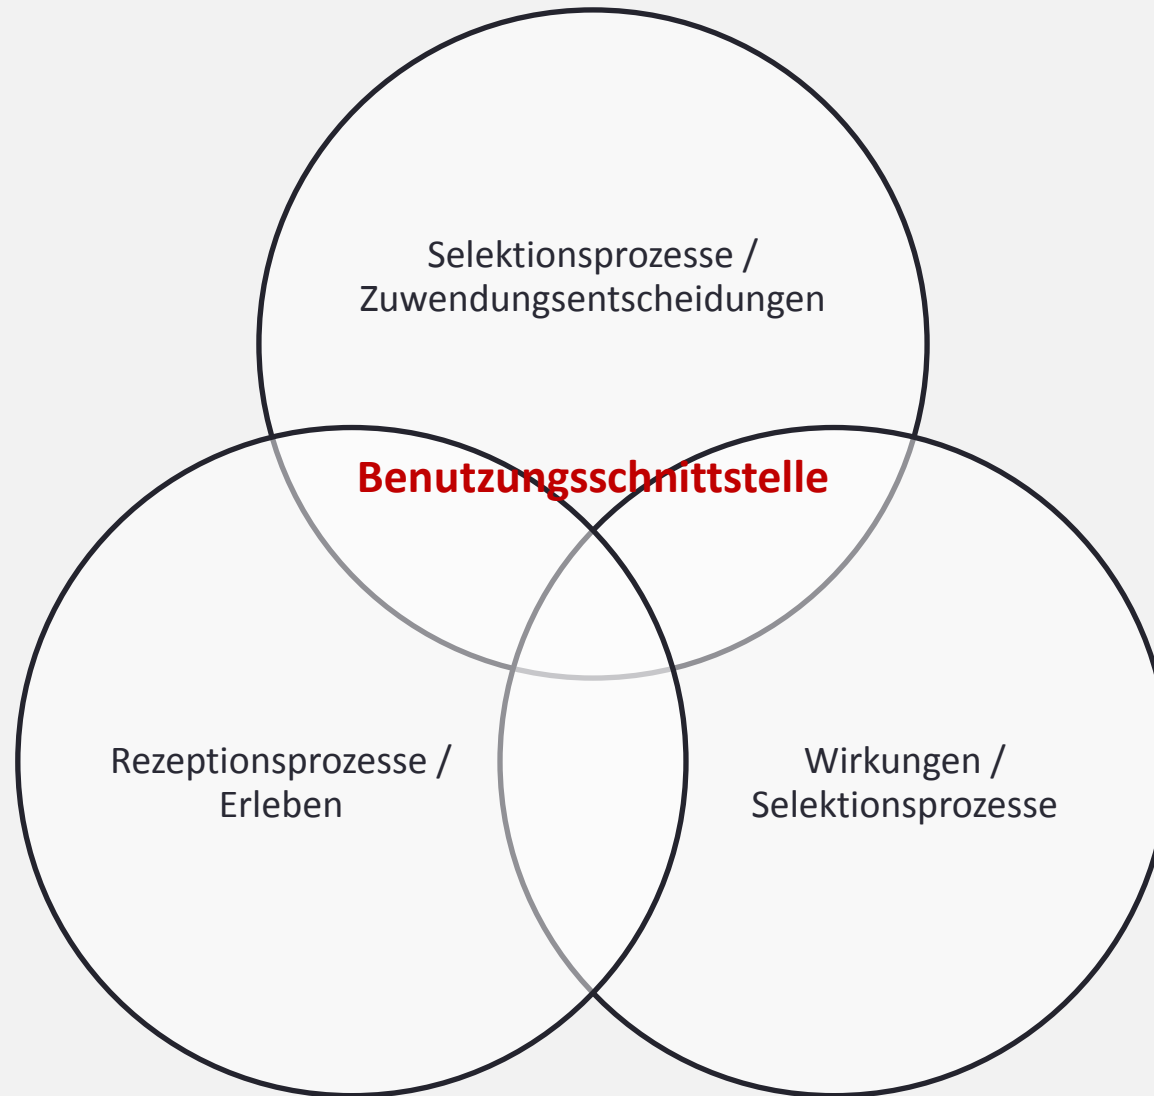 Selektionsprozesse /
Zuwendungsentscheidungen
Benutzungsschnittstelle
Rezeptionsprozesse /
Erleben
Wirkungen /
Selektionsprozesse